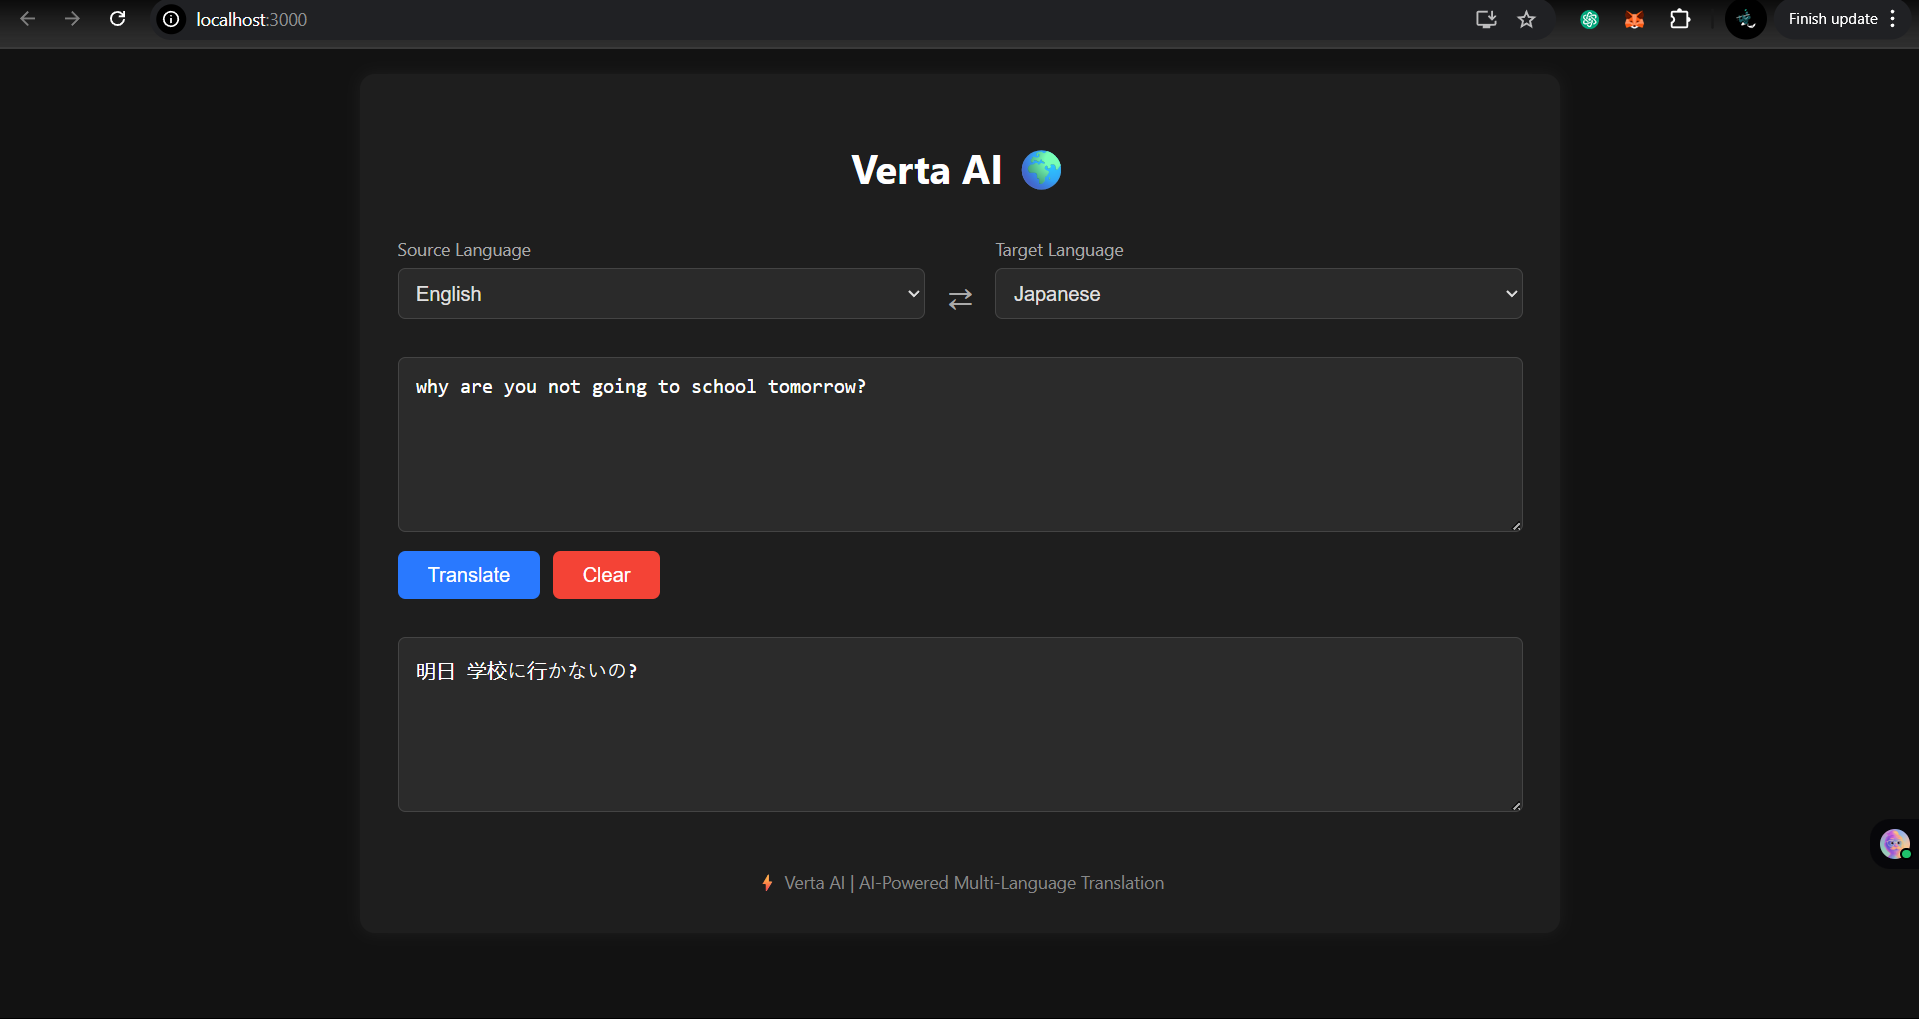 localhost:3000
Finish update
Verta AI
Source Language
Target Language
English
Japanese
why are you not going to school tomorrow?
Translate
Clear
明日 学校に行かないの?
Verta AI | AI-Powered Multi-Language Translation